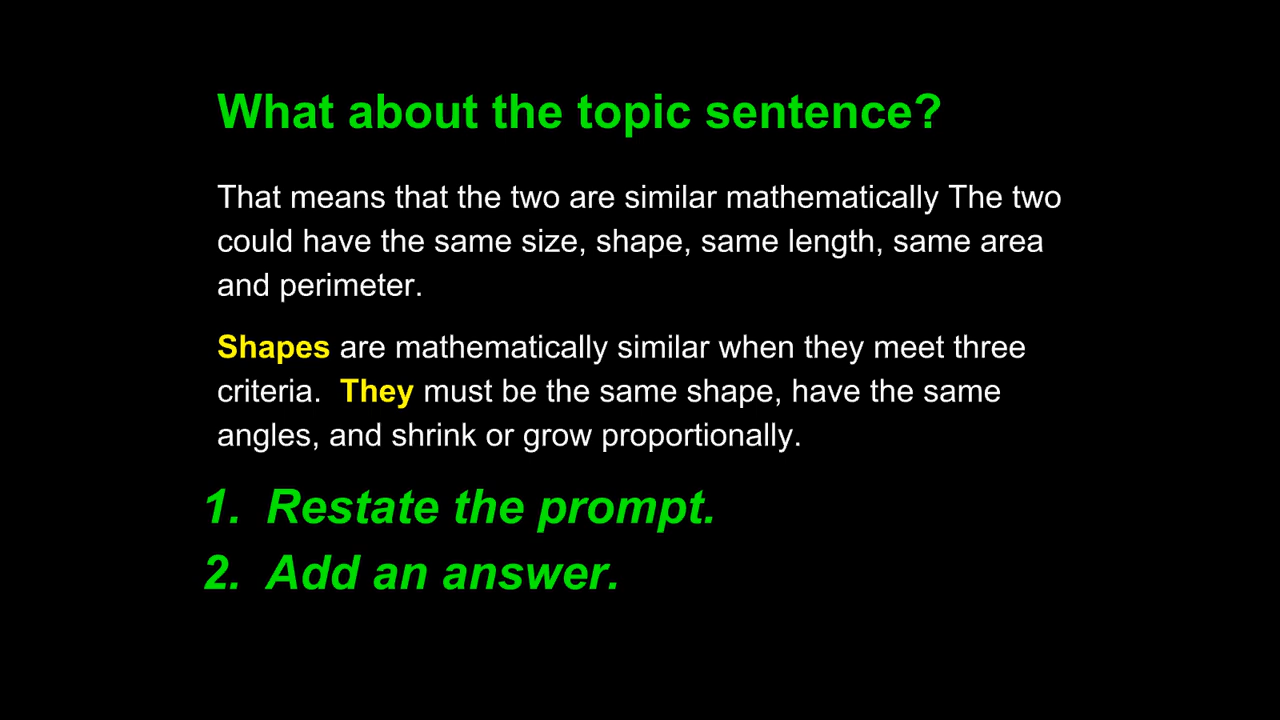 What about the topic sentence?
That means that the two are similar mathematically The two
could have the same size, shape, same length, same area
and perimeter.
Shapes are mathematically similar when they meet three
criteria.  They must be the same shape, have the same
angles, and shrink or grow proportionally.
1.  Restate the prompt.
2.  Add an answer.